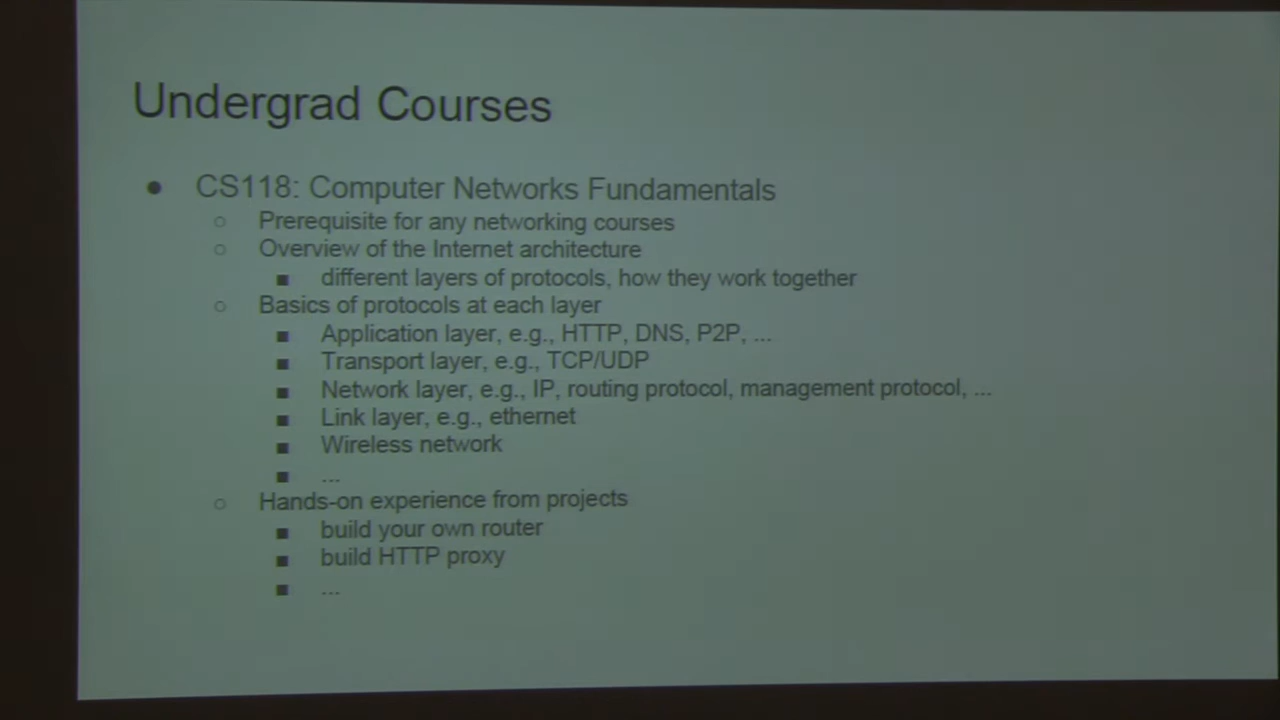 Undergrad Courses
● CS118: Computer Networks Fundamentals
○ Prerequisite for any networking courses
○ Overview of the Internet architecture
■ different layers of protocols, how they work together
○ Basics of protocols at each layer
■ Application layer, e.g., HTTP, DNS, P2P, ...
■ Transport layer, e.g., TCP/UDP
■ Network layer, e.g., IP, routing protocol, management protocol, ...
■ Link layer, e.g., ethernet
■ Wireless network
■ ...
○ Hands-on experience from projects
■ build your own router
■ build HTTP proxy
■ ...